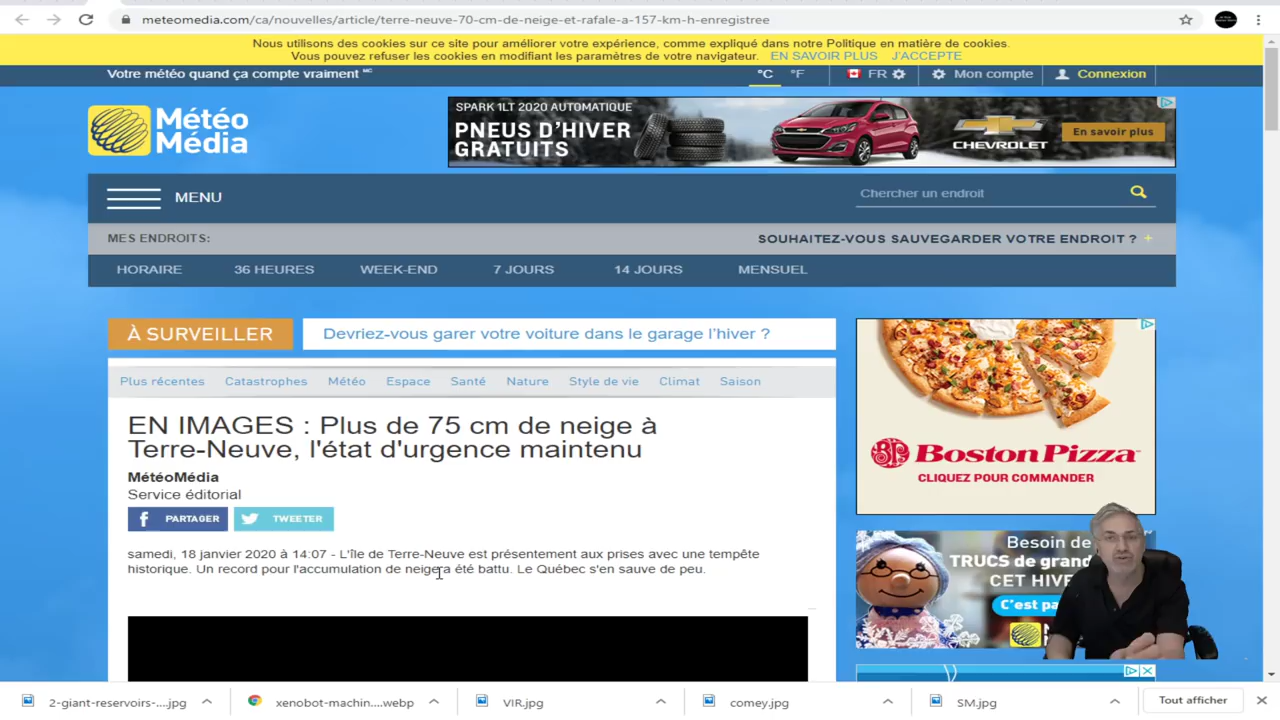 meteomedia.com/ca/nouvelles/article/terre-neuve-70-cm-de-neige-et-rafale-a-157-km-h-enregistree
Nous utilisons des cookies sur ce site pour améliorer votre expérience, comme expliqué dans notre Politique en matière de cookies.
Vous pouvez refuser les cookies en modifiant les paramètres de votre navigateur. EN SAVOIR PLUS J'ACCEPTE
Votre météo quand ça compte vraiment MC
°C °F FR Mon compte Connexion
Météo
Média
SPARK 1LT 2020 AUTOMATIQUE
PNEUS D'HIVER
GRATUITS
CHEVROLET
En savoir plus
MENU
Chercher un endroit
MES ENDROITS:
SOUHAITEZ-VOUS SAUVEGARDER VOTRE ENDROIT ? +
HORAIRE 36 HEURES WEEK-END 7 JOURS 14 JOURS MENSUEL
À SURVEILLER
Devriez-vous garer votre voiture dans le garage l'hiver ?
Plus récentes Catastrophes Météo Espace Santé Nature Style de vie Climat Saison
EN IMAGES : Plus de 75 cm de neige à
Terre-Neuve, l'état d'urgence maintenu
MétéoMédia
Service éditorial
PARTAGER TWEETER
samedi, 18 janvier 2020 à 14:07 - L'île de Terre-Neuve est présentement aux prises avec une tempête
historique. Un record pour l'accumulation de neige a été battu. Le Québec s'en sauve de peu.
BOSTON PIZZA
CLIQUEZ POUR COMMANDER
Besoin de
TRUCS de
CET
C'est
2-giant-reservoirs-....jpg
xenobot-machin....webp
VIR.jpg
comey.jpg
SM.jpg
Tout afficher